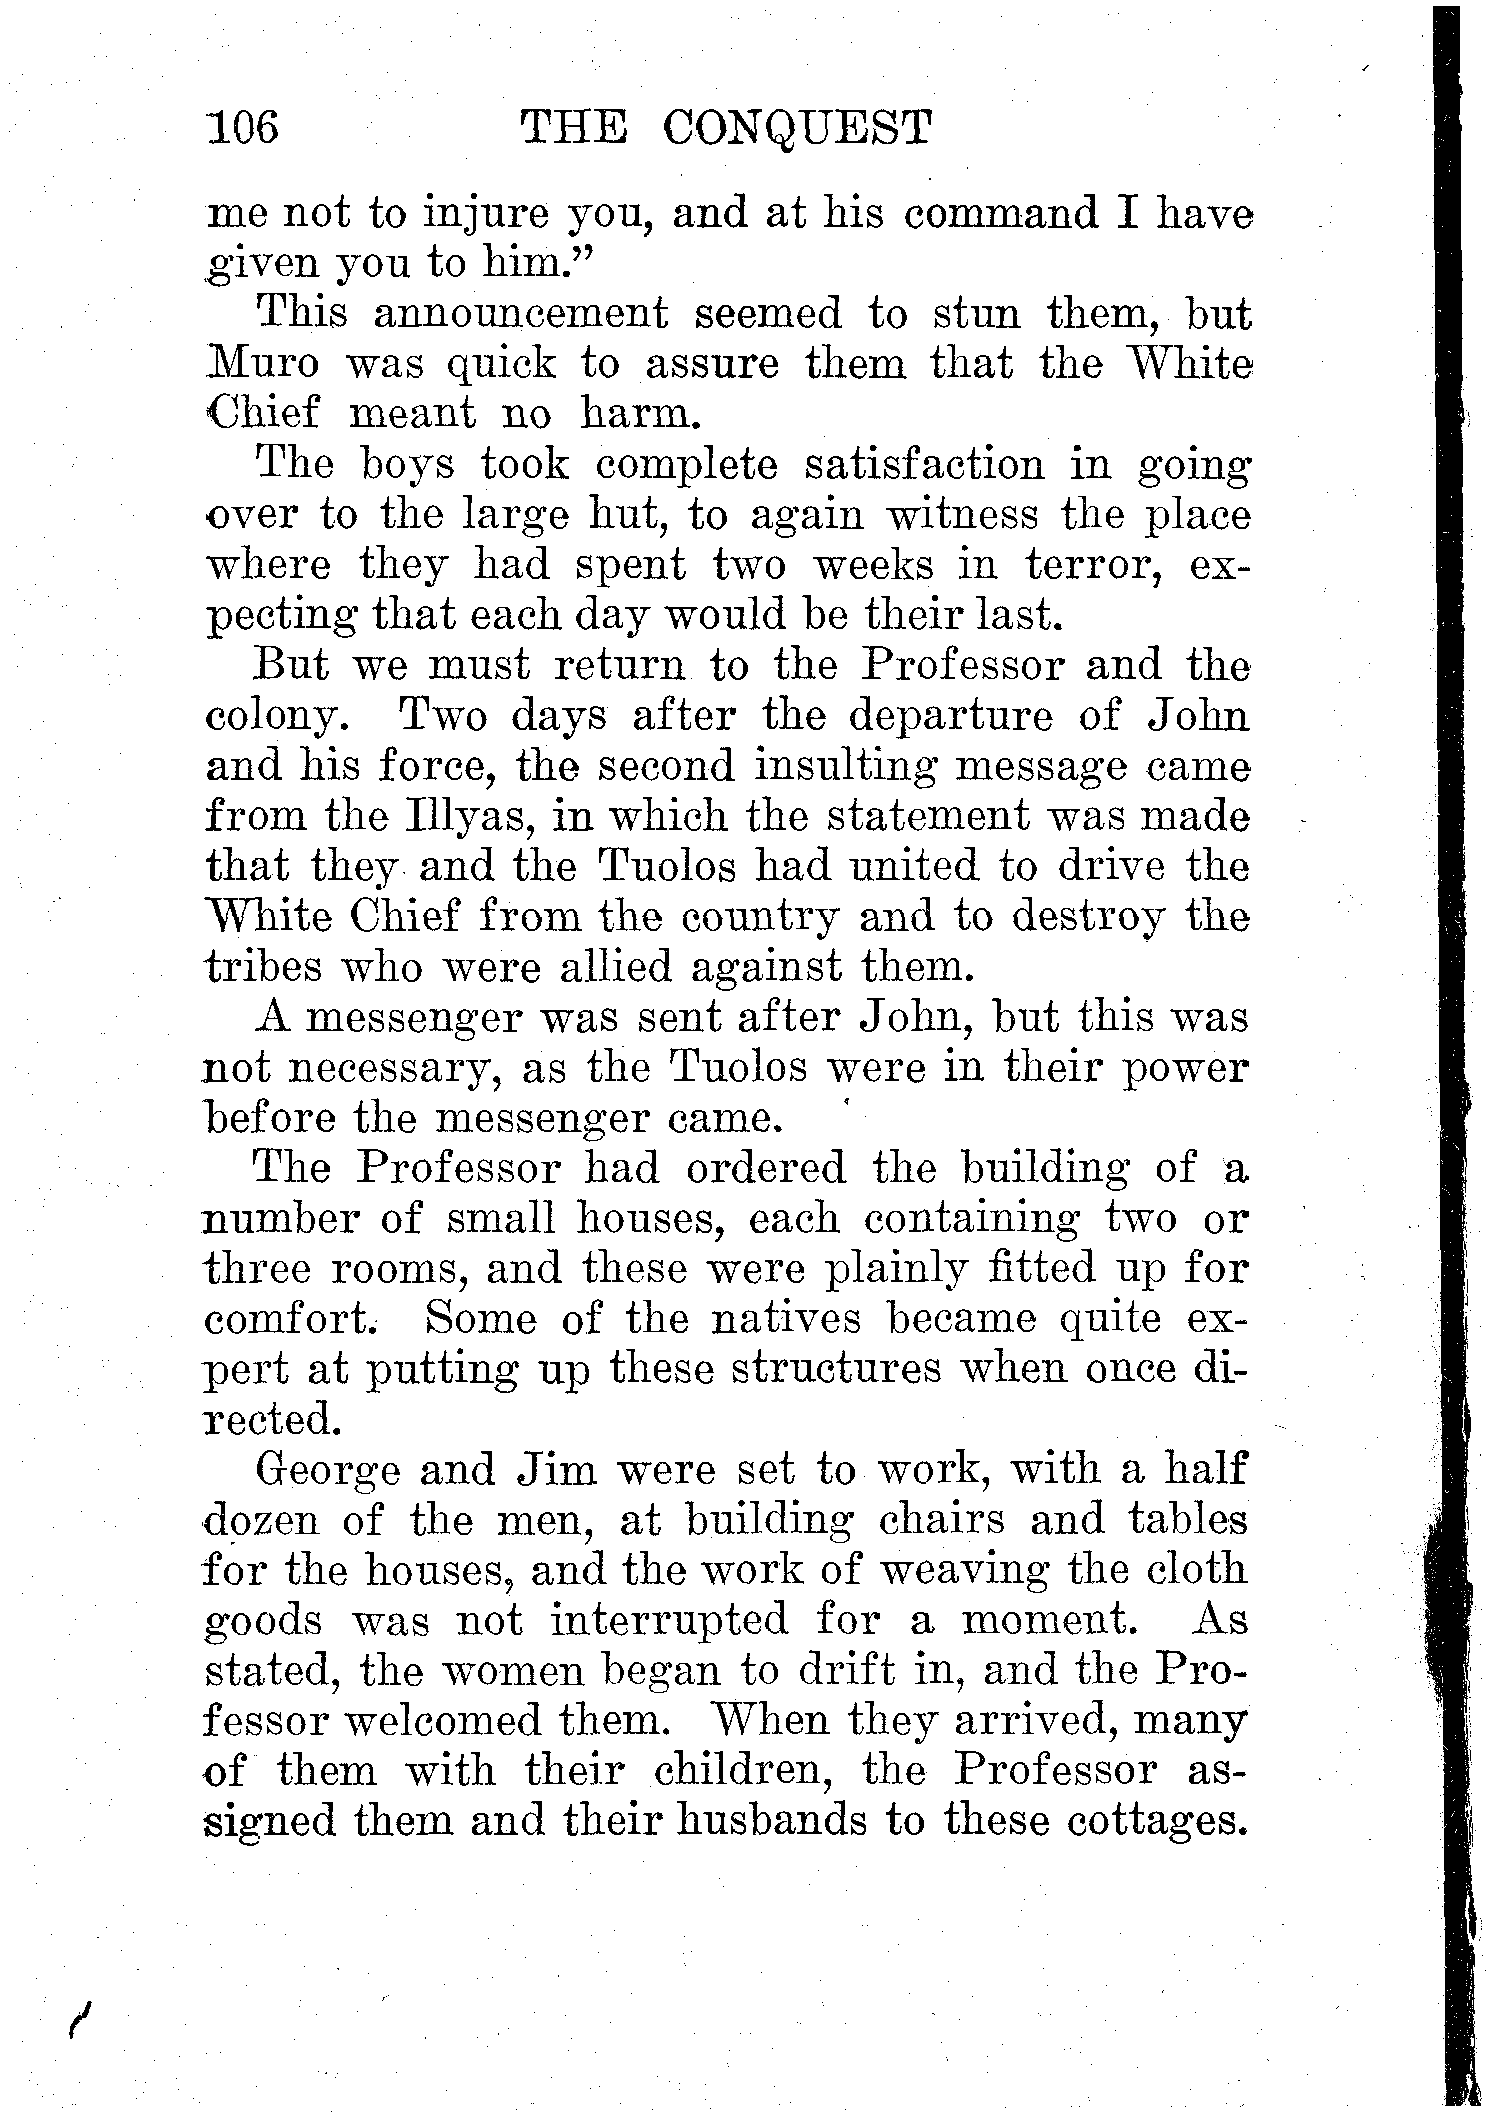 106 THE CONQUEST
me not to injure you, and at his command I have
given you to him.”
This announcement seemed to stun them, but
Muro was quick to assure them that the White
Chief meant no harm.
The boys took complete satisfaction in going
over to the large hut, to again witness the place
where they had spent two weeks in terror, ex-
pecting that each day would be their last.
But we must return to the Professor and the
colony. Two days after the departure of John
and his force, the second insulting message came
from the Illyas, in which the statement was made
that they and the Tuolos had united to drive the
White Chief from the country and to destroy the
tribes who were allied against them.
A messenger was sent after John, but this was
not necessary, as the Tuolos were in their power
before the messenger came.
The Professor had ordered the building of a
number of small houses, each containing two or
three rooms, and these were plainly fitted up for
comfort. Some of the natives became quite ex-
pert at putting up these structures when once di-
rected.
George and Jim were set to work, with a half
dozen of the men, at building chairs and tables
for the houses, and the work of weaving the cloth
goods was not interrupted for a moment. As
stated, the women began to drift in, and the Pro-
fessor welcomed them. When they arrived, many
of them with their children, the Professor as-
signed them and their husbands to these cottages.